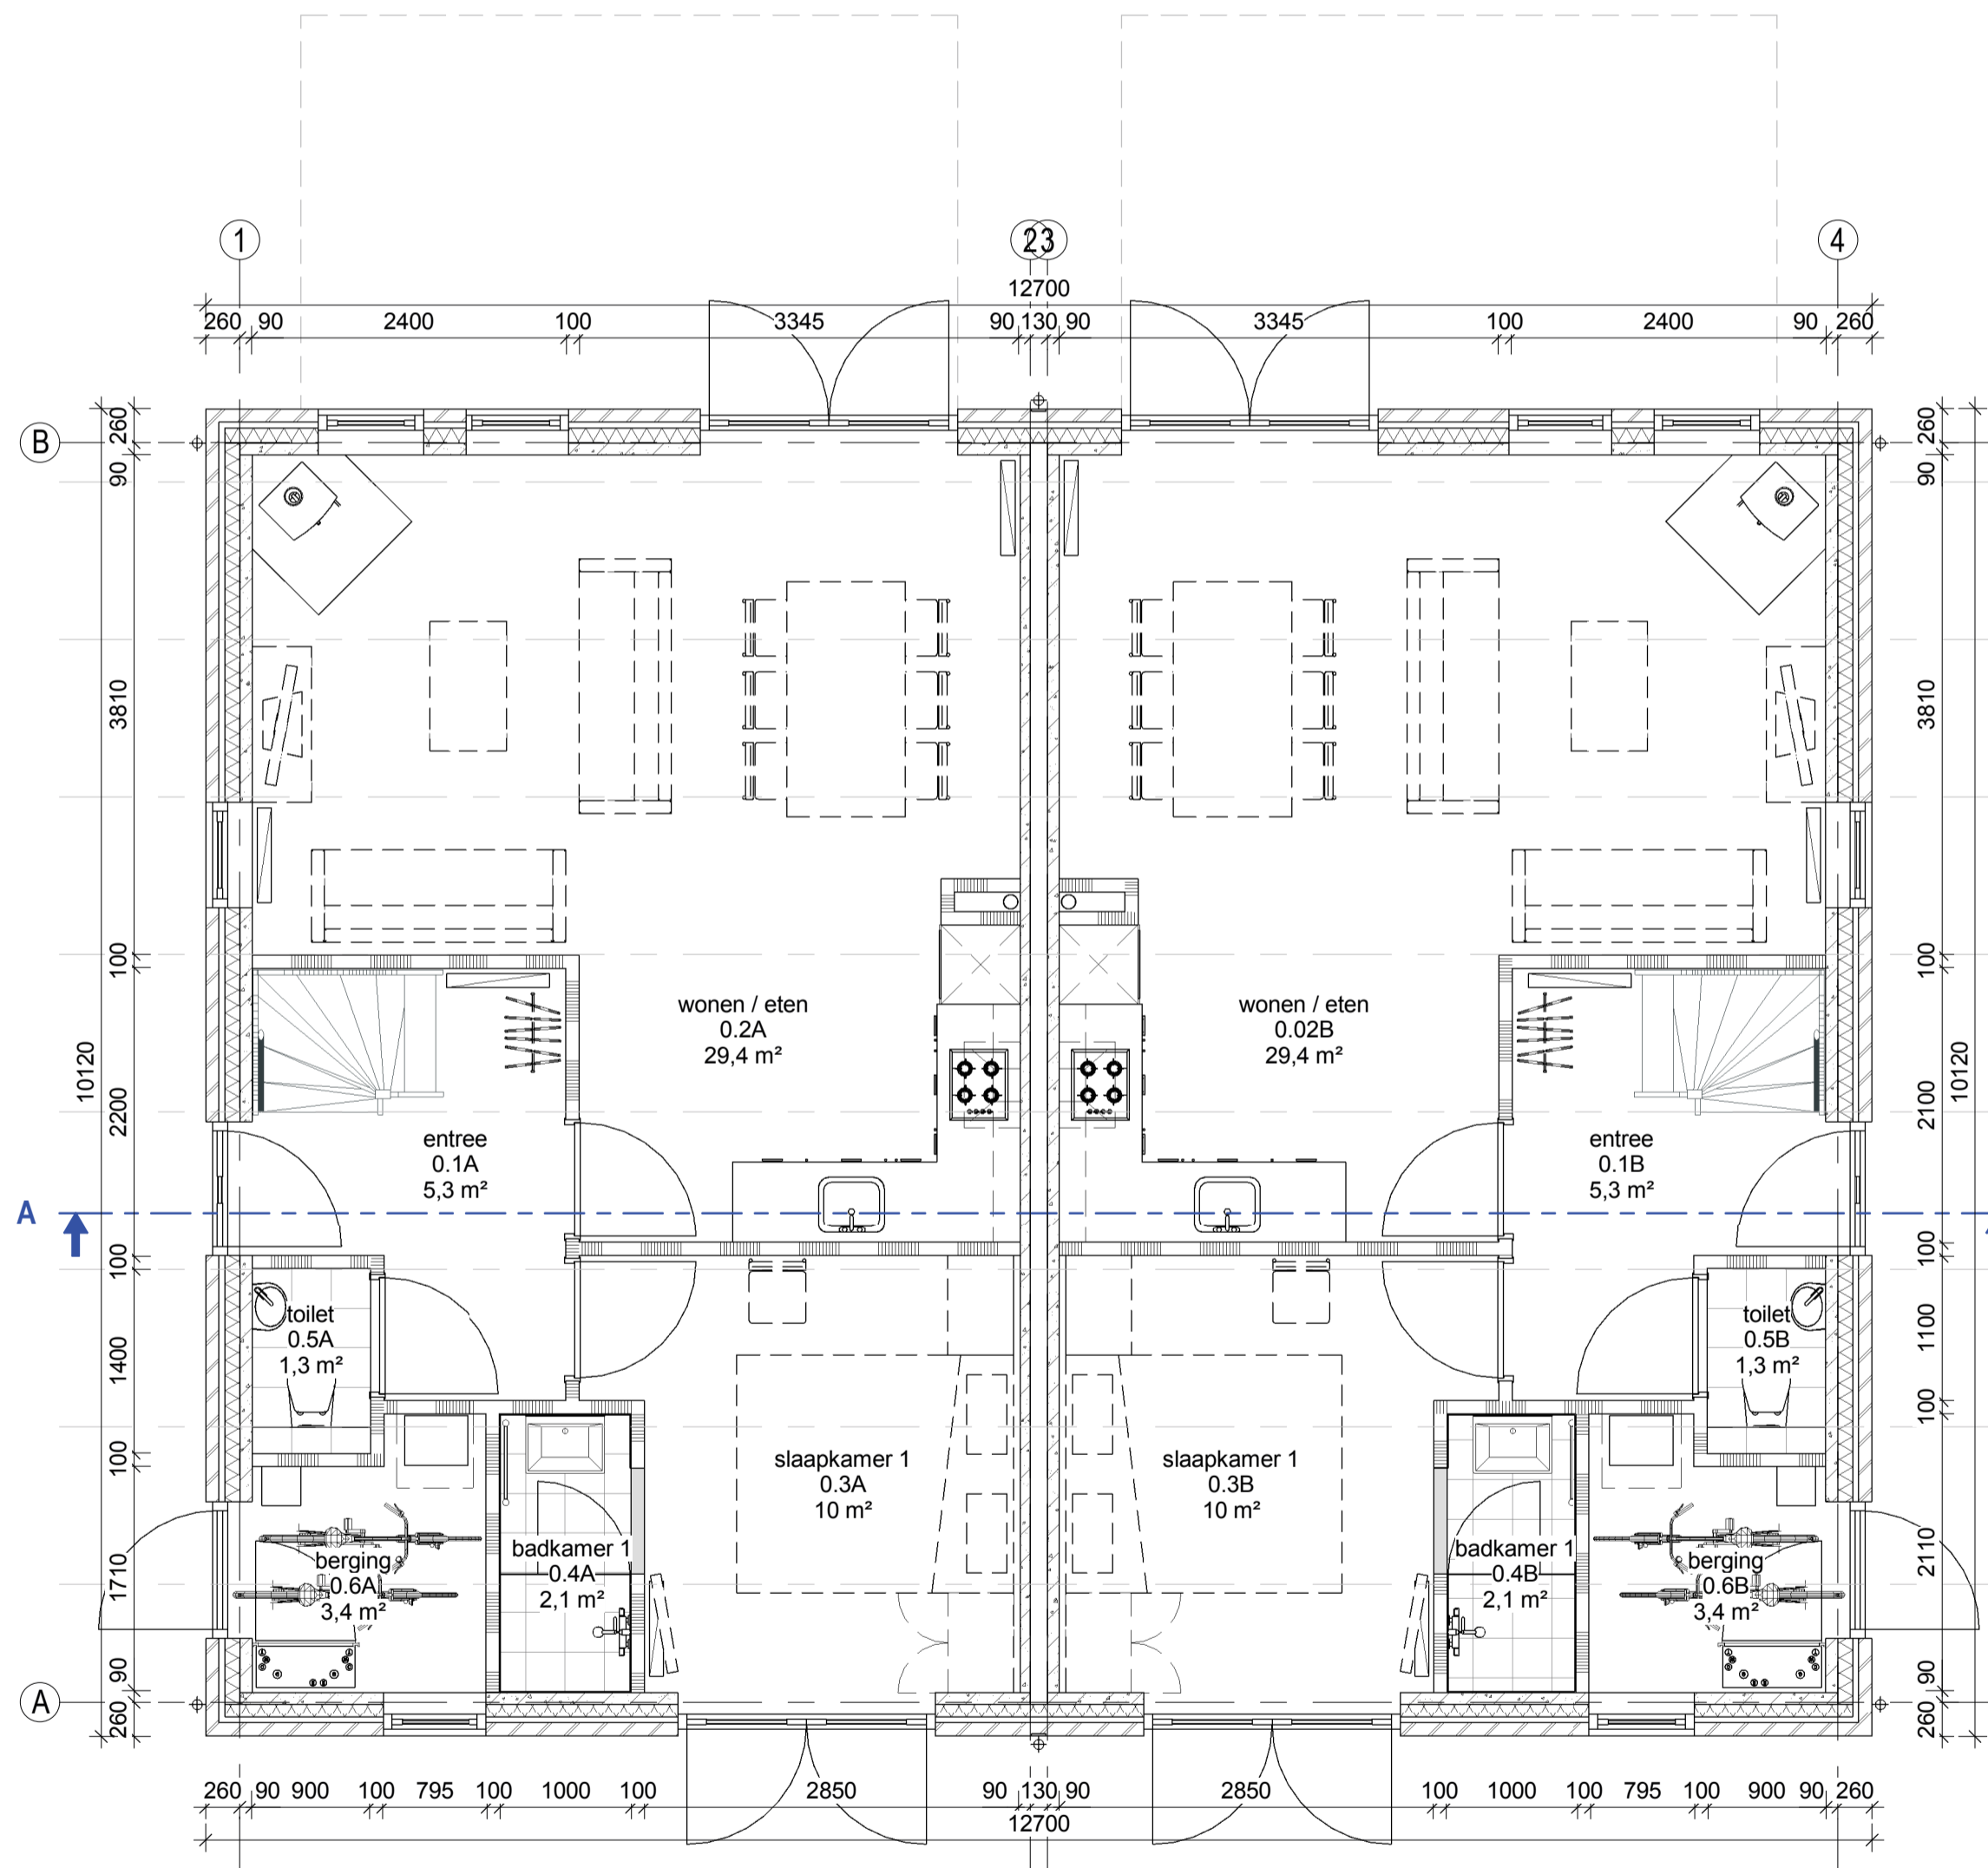 1
2
3
4
12700
260 90 2400 100 3345 90 130 90 3345 100 2400 90 260
B
260
90
3810
100
2200
10120
100
1400
100
1710
90
260
260
90
3810
100
2100
10120
100
1100
100
2110
90
260
wonen / eten
0.2A
29,4 m²
wonen / eten
0.02B
29,4 m²
entree
0.1A
5,3 m²
entree
0.1B
5,3 m²
A
toilet
0.5A
1,3 m²
toilet
0.5B
1,3 m²
slaapkamer 1
0.3A
10 m²
slaapkamer 1
0.3B
10 m²
berging
0.6A
3,4 m²
badkamer 1
0.4A
2,1 m²
badkamer 1
0.4B
2,1 m²
berging
0.6B
3,4 m²
A
260 90 900 100 795 100 1000 100 2850 90 130 90 2850 100 1000 100 795 100 900 90 260
12700